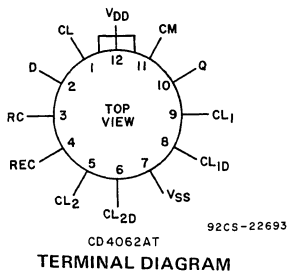 VDD
CL
CM
12
1
11
D
Q
2
10
RC
3
TOP
VIEW
9
CL1
REC
4
8
CL1D
5
6
7
CL2
CL2D
VSS
92CS-22693
CD4062AT
TERMINAL DIAGRAM